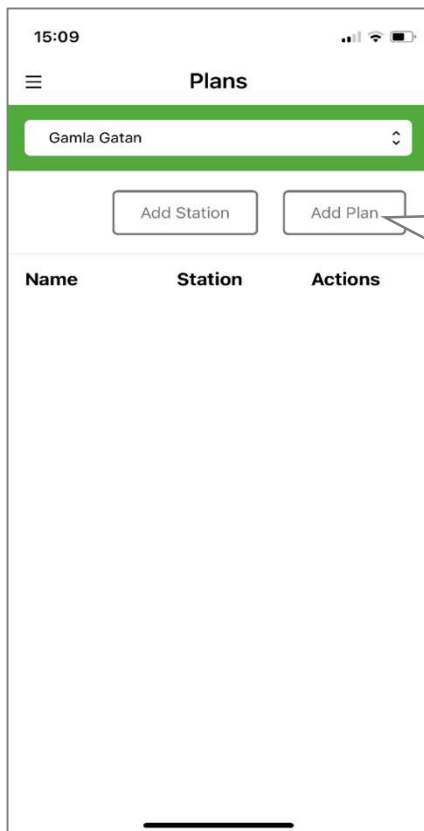 15:09
Plans
Gamla Gatan
Add Station Add Plan
Name Station Actions